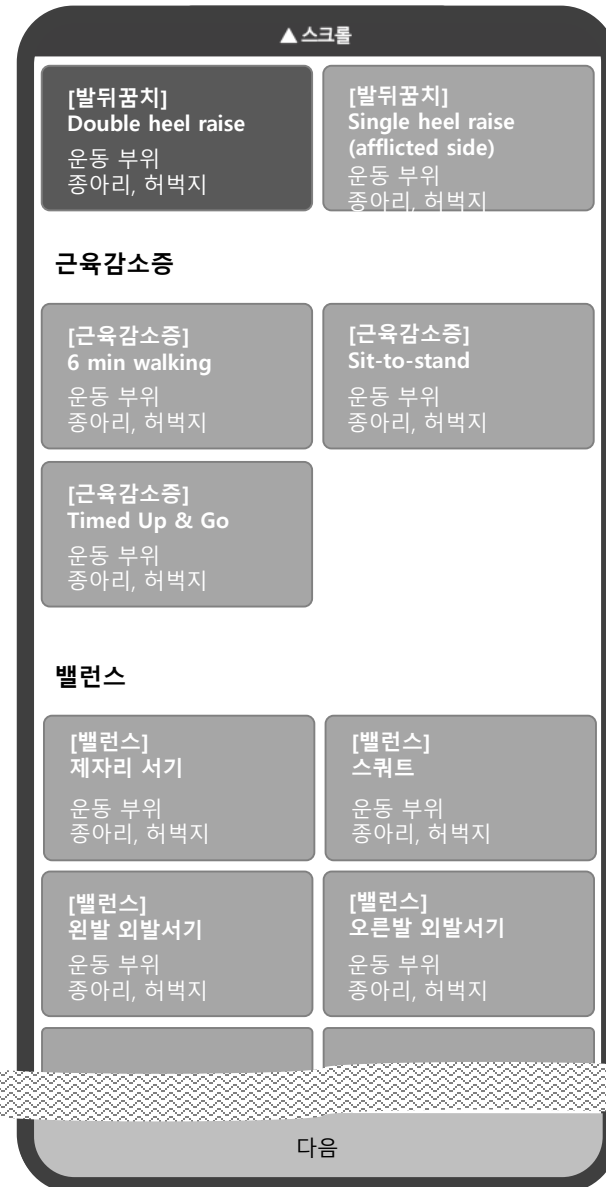 ▲ 스크롤
[발뒤꿈치]
Double heel raise
운동 부위
종아리, 허벅지
[발뒤꿈치]
Single heel raise
(afflicted side)
운동 부위
종아리, 허벅지
근육감소증
[근육감소증]
6 min walking
운동 부위
종아리, 허벅지
[근육감소증]
Sit-to-stand
운동 부위
종아리, 허벅지
[근육감소증]
Timed Up & Go
운동 부위
종아리, 허벅지
밸런스
[밸런스]
제자리 서기
운동 부위
종아리, 허벅지
[밸런스]
스쿼트
운동 부위
종아리, 허벅지
[밸런스]
왼발 외발서기
운동 부위
종아리, 허벅지
[밸런스]
오른발 외발서기
운동 부위
종아리, 허벅지
다음